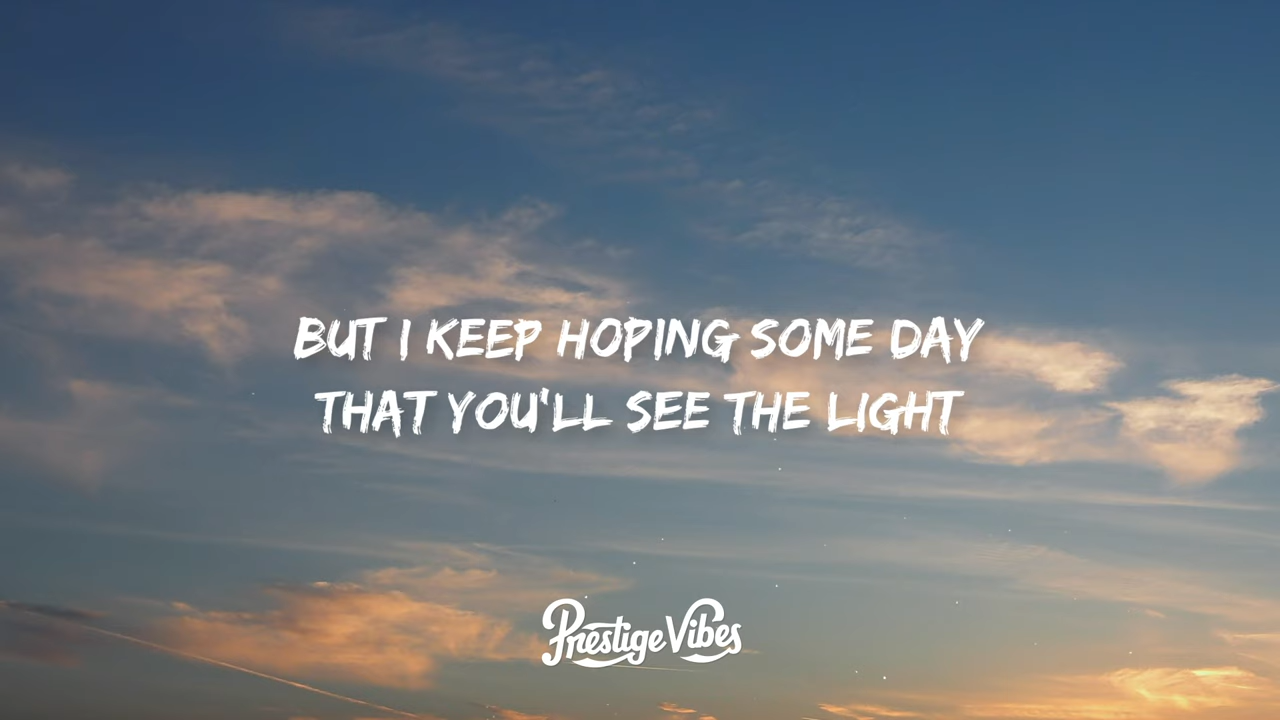 BUT I KEEP HOPING SOME DAY
THAT YOU'LL SEE THE LIGHT
Prestige Vibes